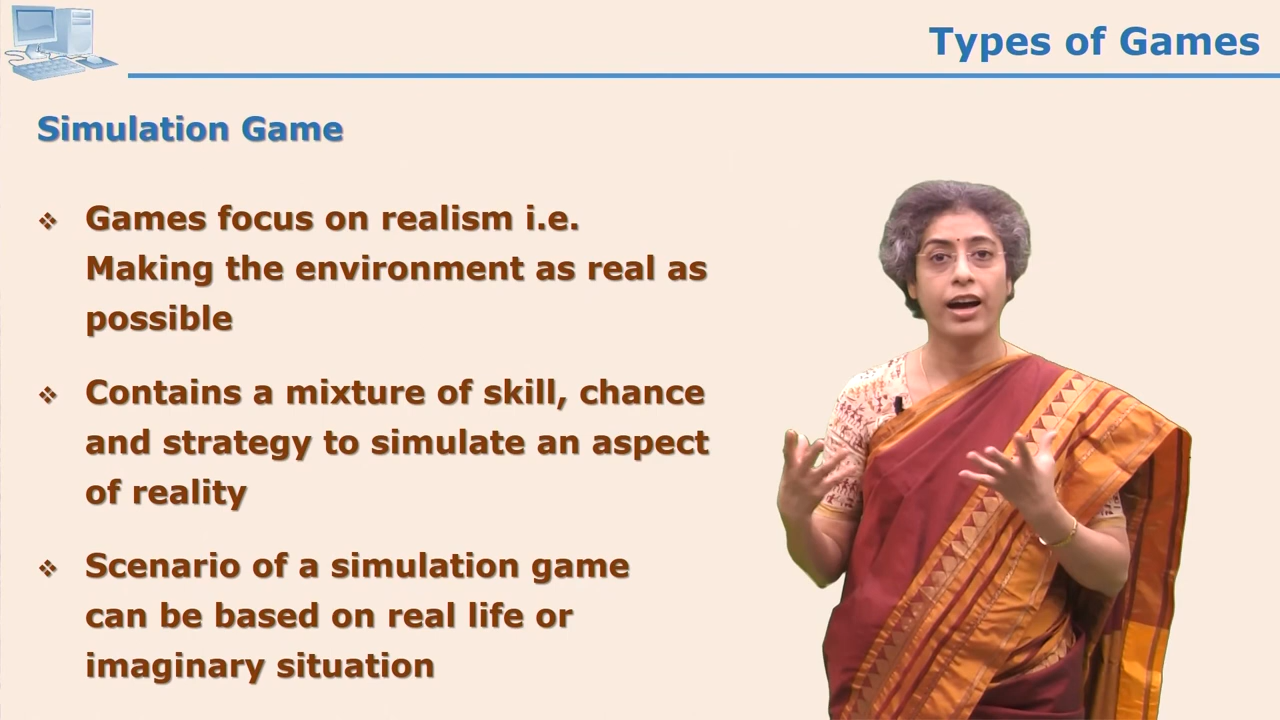 Types of Games
Simulation Game
❖ Games focus on realism i.e.
Making the environment as real as
possible
❖ Contains a mixture of skill, chance
and strategy to simulate an aspect
of reality
❖ Scenario of a simulation game
can be based on real life or
imaginary situation